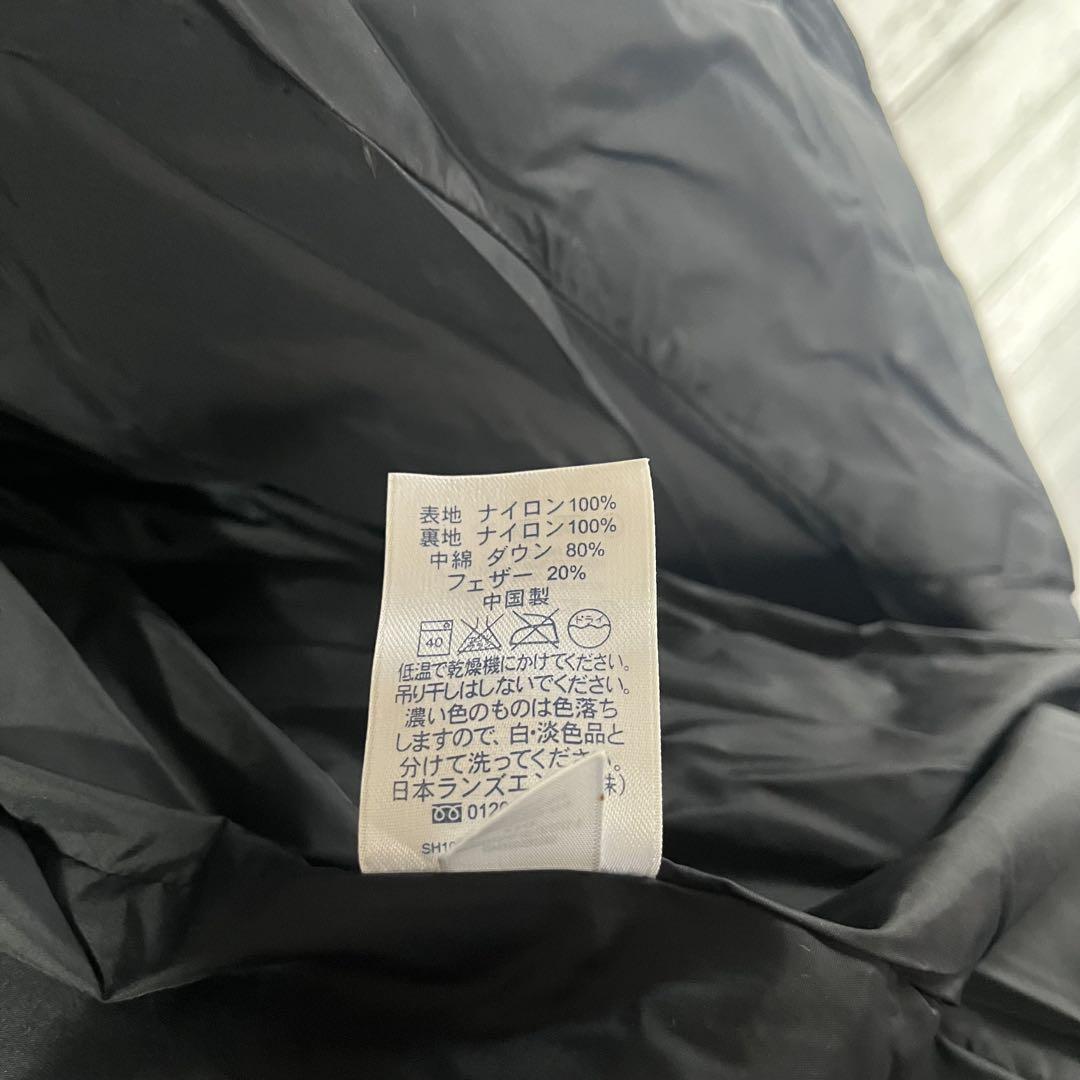 表地 ナイロン100%
裏地 ナイロン100%
中綿 ダウン 80%
フェザー 20%
中国製
40 ドライ
低温で乾燥機にかけてください。
吊り干しはしないでください。
濃い色のものは色落ち
しますので、白・淡色品と
分けて洗ってください。
日本ランズエン
012
SH10